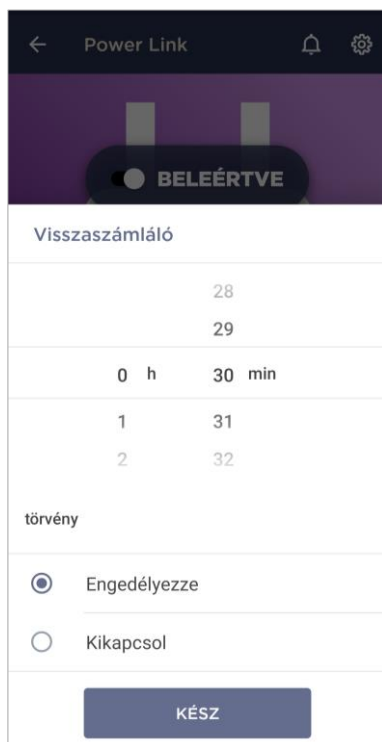 Power Link
BELEÉRTVE
Visszaszámláló
28
29
0 h 30 min
1 31
2 32
törvény
Engedélyezze
Kikapcsol
KÉSZ